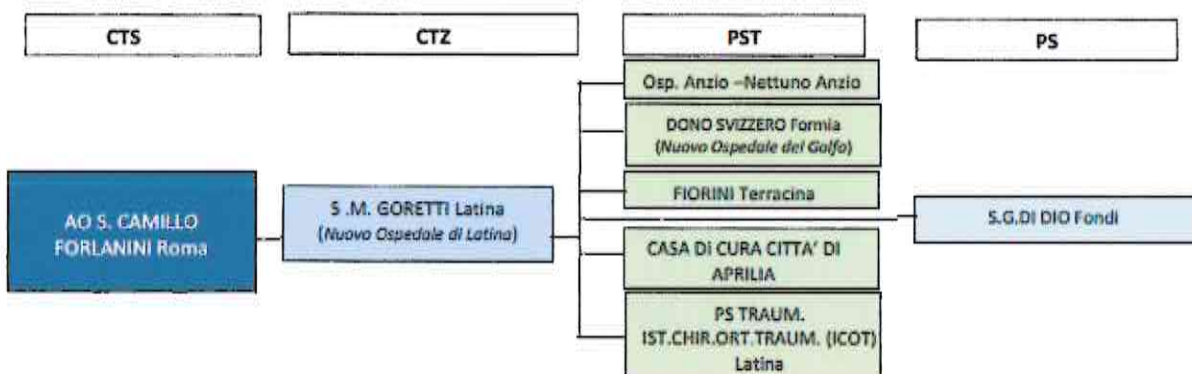 CTS
CTZ
PST
PS
Osp. Anzio –Nettuno Anzio
DONO SVIZZERO Formia
(Nuovo Ospedale del Golfo)
FIORINI Terracina
AO S. CAMILLO
FORLANINI Roma
S .M. GORETTI Latina
(Nuovo Ospedale di Latina)
S.G.DI DIO Fondi
CASA DI CURA CITTA' DI
APRILIA
PS TRAUM.
IST.CHIR.ORT.TRAUM. (ICOT)
Latina